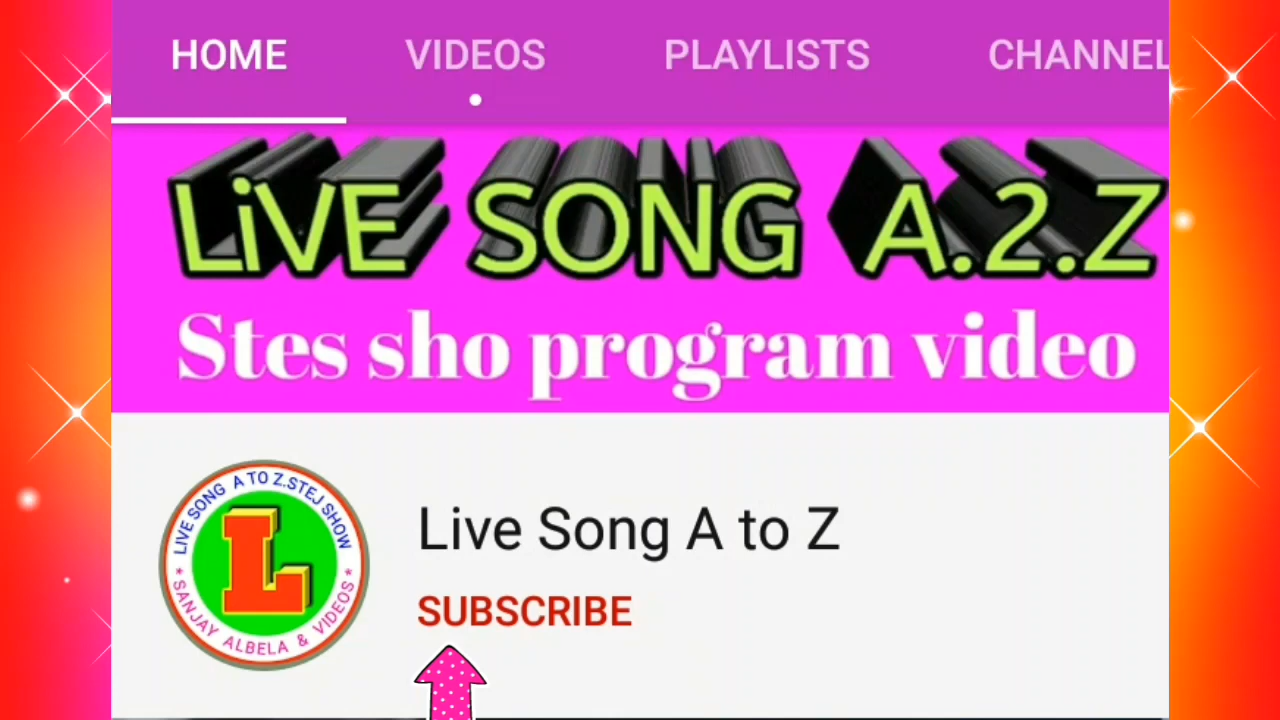 HOME VIDEOS PLAYLISTS CHANNEL
LiVE SONG A.2.Z
Stes sho program video
LIVE SONG A TO Z.STEJ SHOW
* SANJAY ALBELA & VIDEOS *
L
Live Song A to Z
SUBSCRIBE